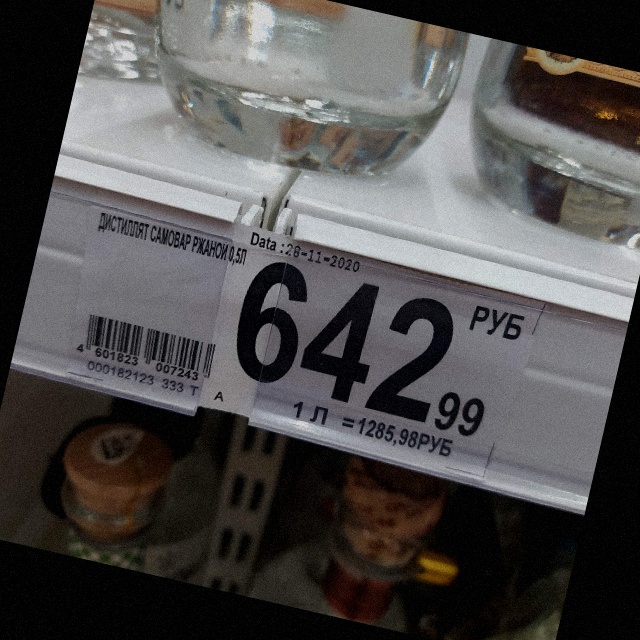 ДИСТИЛЛЯТ САМОВАР РЖАНОЙ 0,5Л
Data :28-11-2020
642 99 РУБ
4 601625 007243
000182123 333 T
А
1 Л =1285,98РУБ